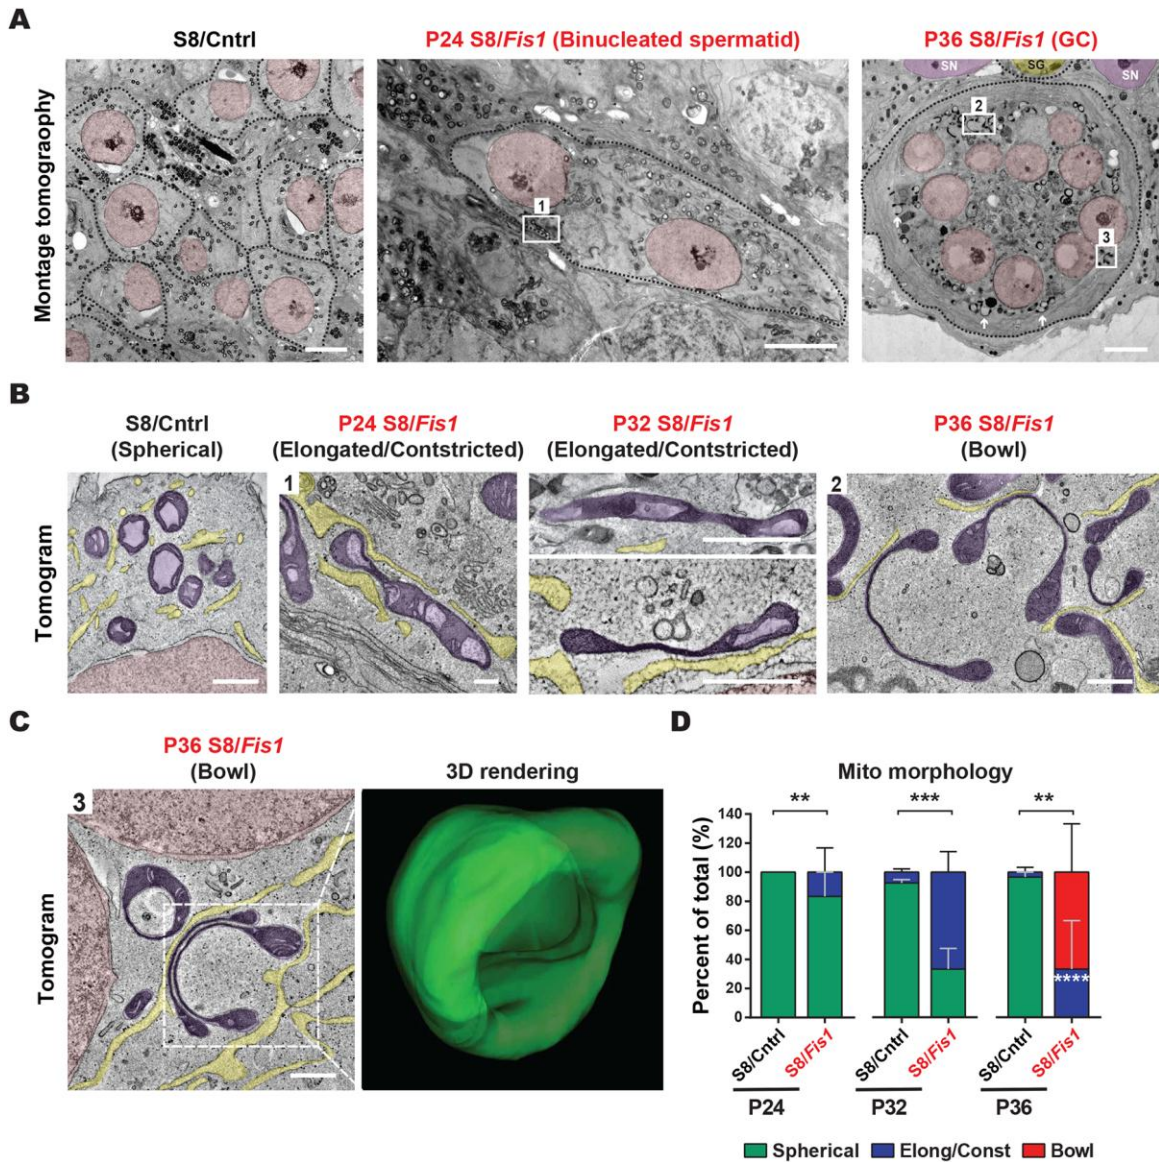 A
S8/Cntrl
P24 S8/Fis1 (Binucleated spermatid)
P36 S8/Fis1 (GC)
Montage tomograophy
1
SN
SG
SN
2
3
B
S8/Cntrl
(Spherical)
P24 S8/Fis1
(Elongated/Contstricted)
P32 S8/Fis1
(Elongated/Contstricted)
P36 S8/Fis1
(Bowl)
Tomogram
1
2
C
P36 S8/Fis1
(Bowl)
3D rendering
Tomogram
3
D
Mito morphology
Percent of total (%)
140
120
100
80
60
40
20
0
**
***
**
****
S8/Cntrl
S8/Fis1
S8/Cntrl
S8/Fis1
S8/Cntrl
S8/Fis1
P24
P32
P36
Spherical
Elong/Const
Bowl